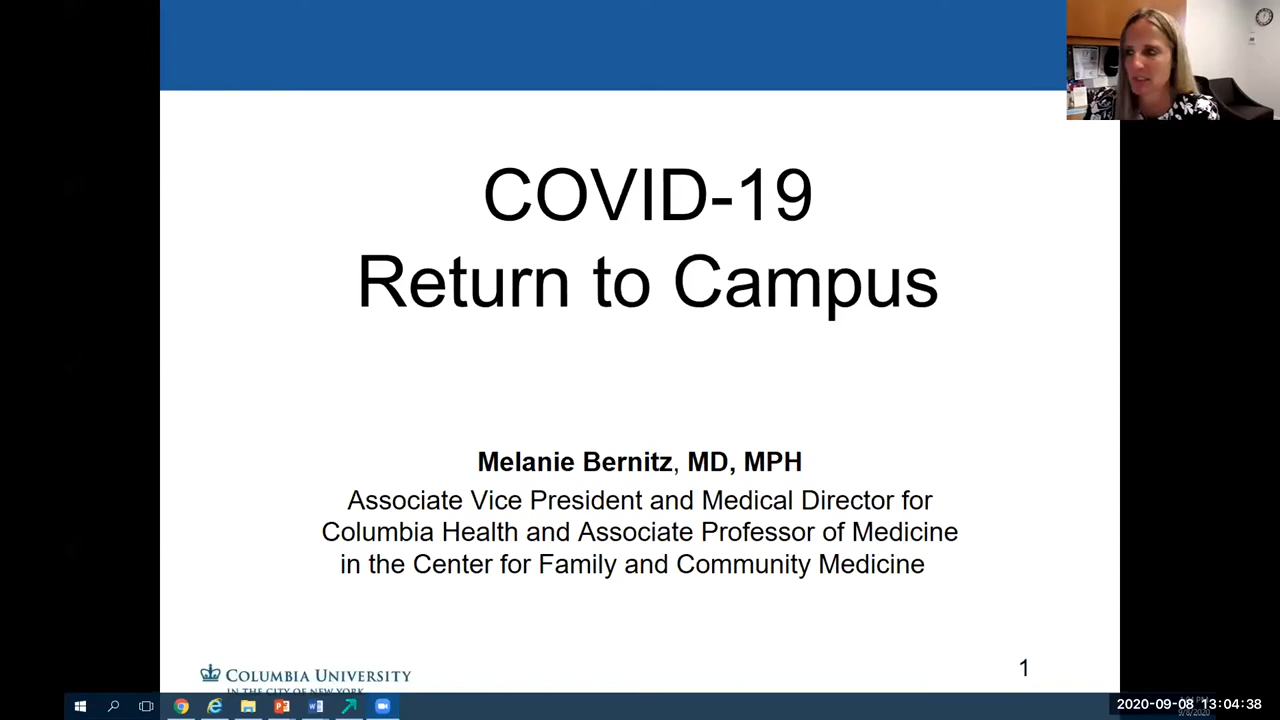 COVID-19
Return to Campus
Melanie Bernitz, MD, MPH
Associate Vice President and Medical Director for
Columbia Health and Associate Professor of Medicine
in the Center for Family and Community Medicine
COLUMBIA UNIVERSITY
IN THE CITY OF NEW YORK
1
2020-09-08 13:04:38